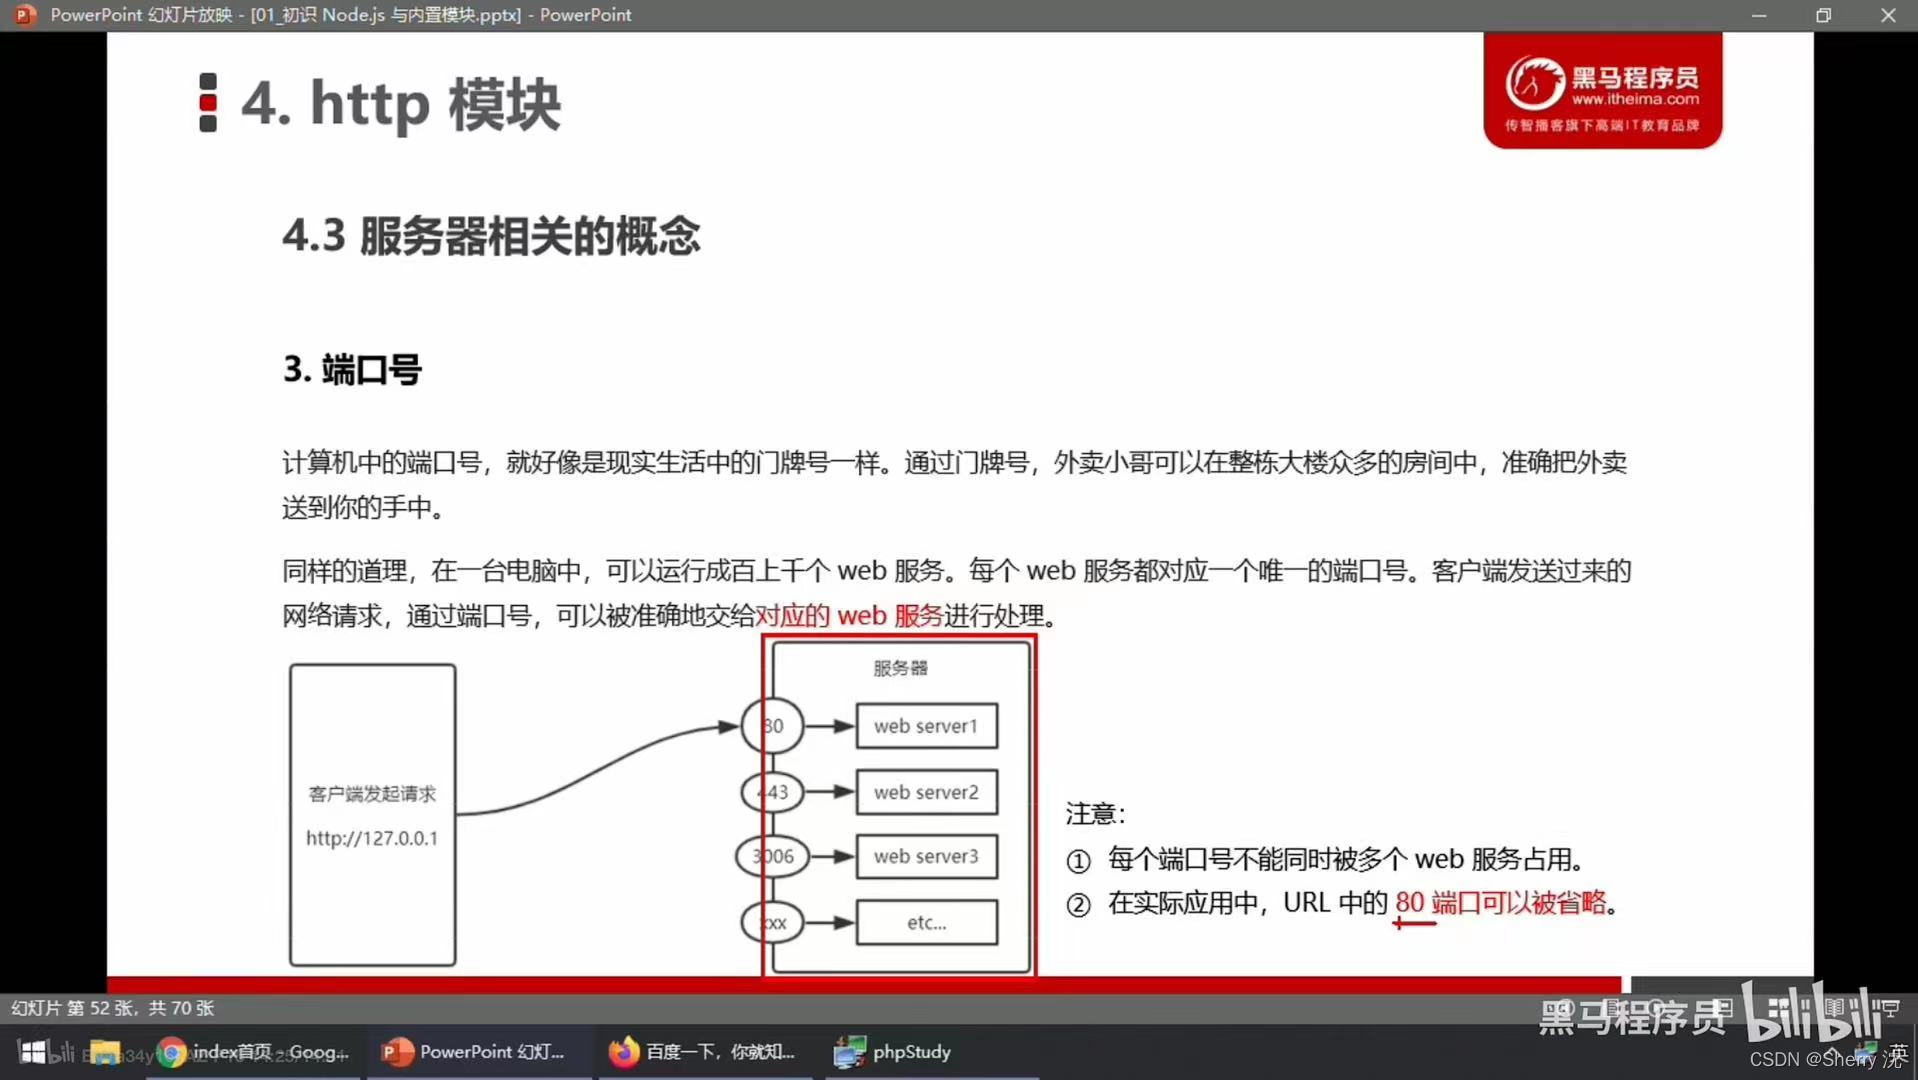 PowerPoint 幻灯片放映 - [01_初识 Node.js 与内置模块.pptx] - PowerPoint
4. http 模块
黑马程序员
www.itheima.com
传智播客旗下高端IT教育品牌
4.3 服务器相关的概念
3. 端口号
计算机中的端口号，就好像是现实生活中的门牌号一样。通过门牌号，外卖小哥可以在整栋大楼众多的房间中，准确把外卖
送到你的手中。
同样的道理，在一台电脑中，可以运行成百上千个 web 服务。每个 web 服务都对应一个唯一的端口号。客户端发送过来的
网络请求，通过端口号，可以被准确地交给对应的 web 服务进行处理。
客户端发起请求
http://127.0.0.1
服务器
80
web server1
443
web server2
3006
web server3
xxx
etc...
注意：
① 每个端口号不能同时被多个 web 服务占用。
② 在实际应用中，URL 中的 80 端口可以被省略。
幻灯片 第 52 张，共 70 张
黑马程序员
bilibili
index首页 - Goog...
PowerPoint 幻灯...
百度一下，你就知...
phpStudy
英
CSDN @Sherry 沈